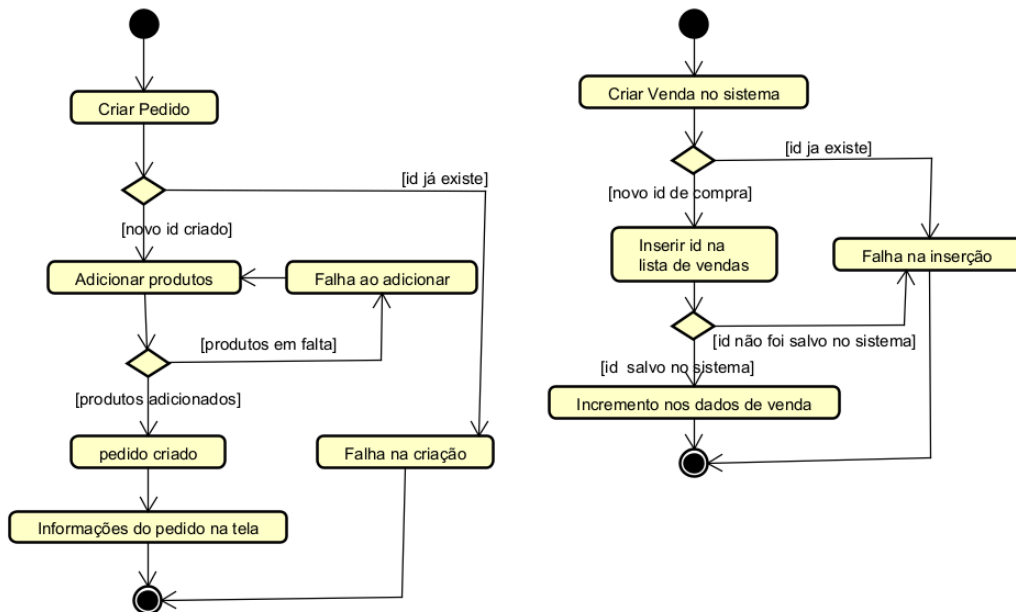 Criar Pedido
[id já existe]
[novo id criado]
Adicionar produtos
Falha ao adicionar
[produtos em falta]
[produtos adicionados]
pedido criado
Falha na criação
Informações do pedido na tela
Criar Venda no sistema
[id ja existe]
[novo id de compra]
Inserir id na
lista de vendas
Falha na inserção
[id não foi salvo no sistema]
[id  salvo no sistema]
Incremento nos dados de venda